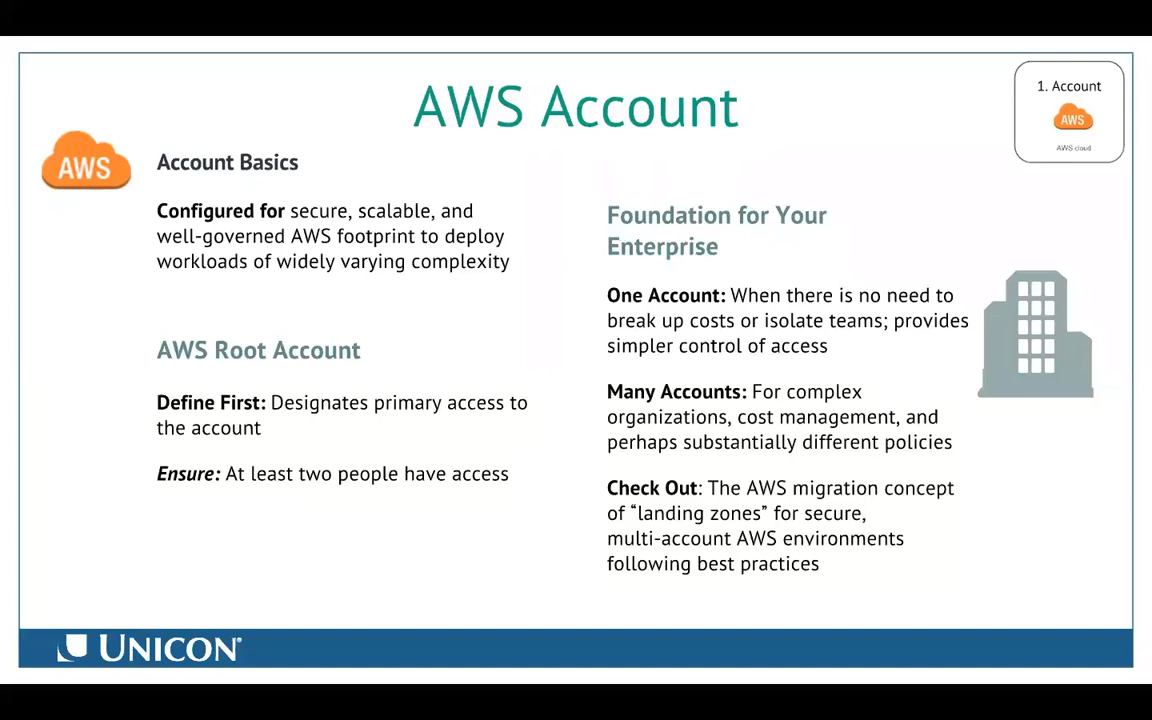 AWS Account
1. Account
AWS
AWS cloud
AWS
Account Basics
Configured for secure, scalable, and
well-governed AWS footprint to deploy
workloads of widely varying complexity
AWS Root Account
Define First: Designates primary access to
the account
Ensure: At least two people have access
Foundation for Your
Enterprise
One Account: When there is no need to
break up costs or isolate teams; provides
simpler control of access
Many Accounts: For complex
organizations, cost management, and
perhaps substantially different policies
Check Out: The AWS migration concept
of “landing zones” for secure,
multi-account AWS environments
following best practices
UNICON®